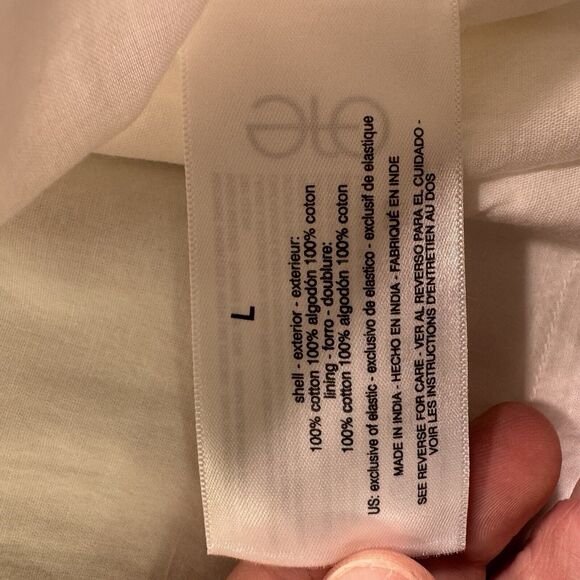 L
shell - exterior - exterieur:
100% cotton 100% algodón 100% coton
lining - forro - doublure:
100% cotton 100% algodón 100% coton
US: exclusive of elastic - exclusivo de elastico - exclusif de elastique
MADE IN INDIA - HECHO EN INDIA - FABRIQUÉ EN INDE
SEE REVERSE FOR CARE - VER AL REVERSO PARA EL CUIDADO -
VOIR LES INSTRUCTIONS D'ENTRETIEN AU DOS